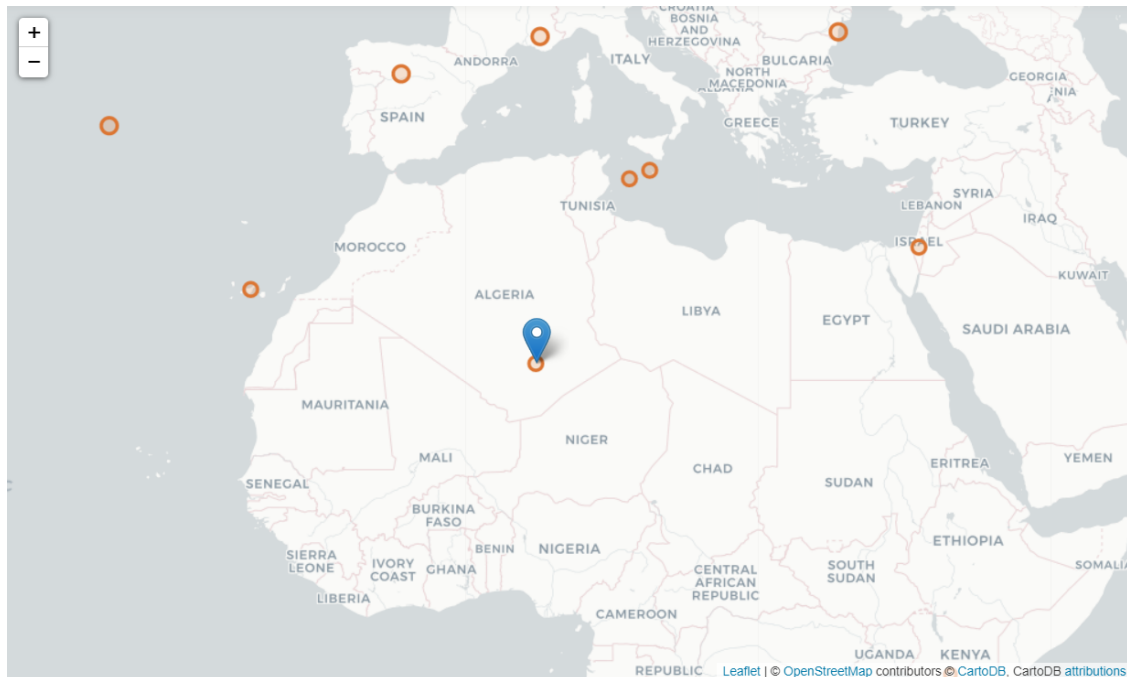 +
−
CROATIA
BOSNIA
AND
HERZEGOVINA
ANDORRA
ITALY
BULGARIA
NORTH
MACEDONIA
ALBANIA
GEORGIA
NIA
SPAIN
GREECE
TURKEY
TUNISIA
SYRIA
LEBANON
IRAQ
MOROCCO
ISRAEL
KUWAIT
ALGERIA
LIBYA
EGYPT
SAUDI ARABIA
MAURITANIA
NIGER
MALI
CHAD
ERITREA
YEMEN
SENEGAL
SUDAN
BURKINA
FASO
BENIN
NIGERIA
ETHIOPIA
SIERRA
LEONE
IVORY
COAST
GHANA
CENTRAL
AFRICAN
REPUBLIC
SOUTH
SUDAN
SOMALI
LIBERIA
CAMEROON
UGANDA
KENYA
REPUBLIC
Leaflet | © OpenStreetMap contributors © CartoDB, CartoDB attributions